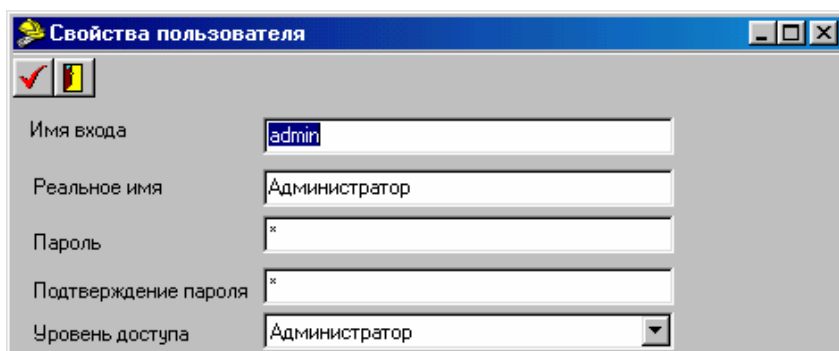 Свойства пользователя
Имя входа admin
Реальное имя Администратор
Пароль *
Подтверждение пароля *
Уровень доступа Администратор